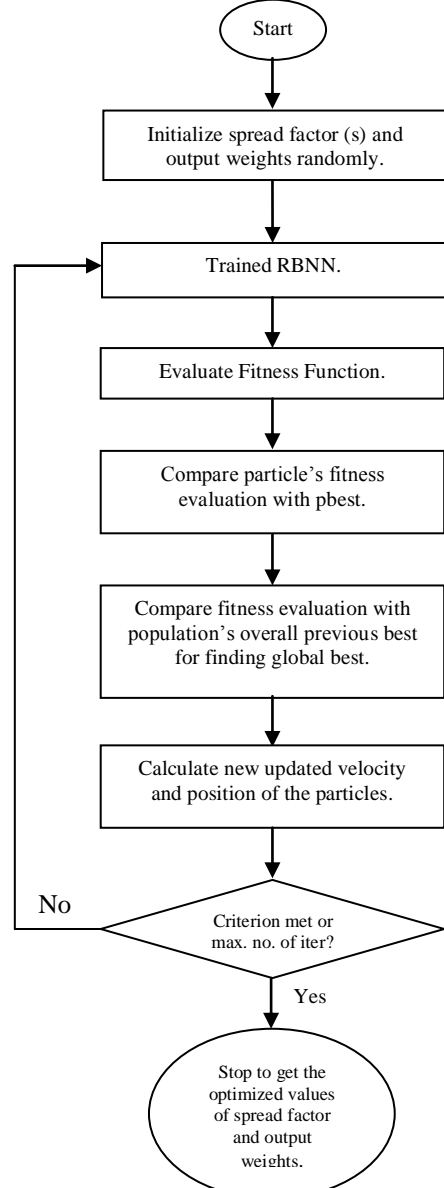 Start
Initialize spread factor (s) and
output weights randomly.
Trained RBNN.
Evaluate Fitness Function.
Compare particle's fitness
evaluation with pbest.
Compare fitness evaluation with
population's overall previous best
for finding global best.
Calculate new updated velocity
and position of the particles.
No
Criterion met or
max. no. of iter?
Yes
Stop to get the
optimized values
of spread factor
and output
weights.